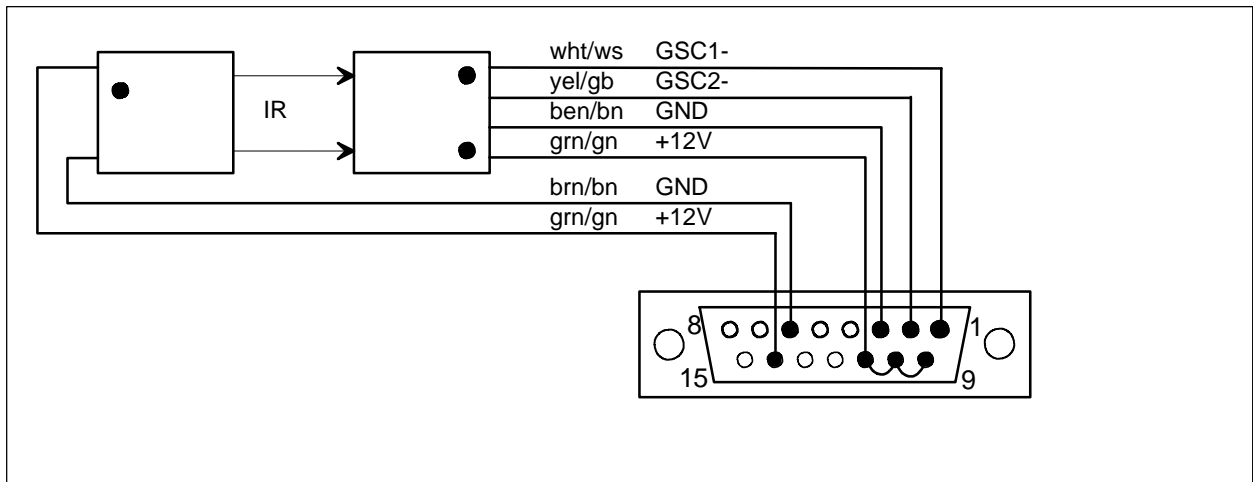 wht/ws GSC1-
yel/gb GSC2-
IR
ben/bn GND
grn/gn +12V
brn/bn GND
grn/gn +12V
8 1
15 9